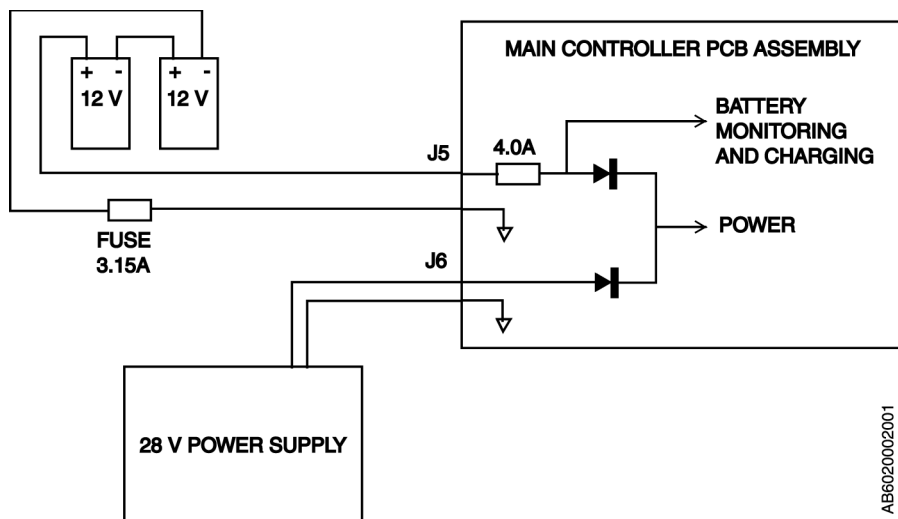 MAIN CONTROLLER PCB ASSEMBLY
+ -
12 V
+ -
12 V
BATTERY
MONITORING
AND CHARGING
J5
4.0A
POWER
FUSE
3.15A
J6
28 V POWER SUPPLY
AB6020002001